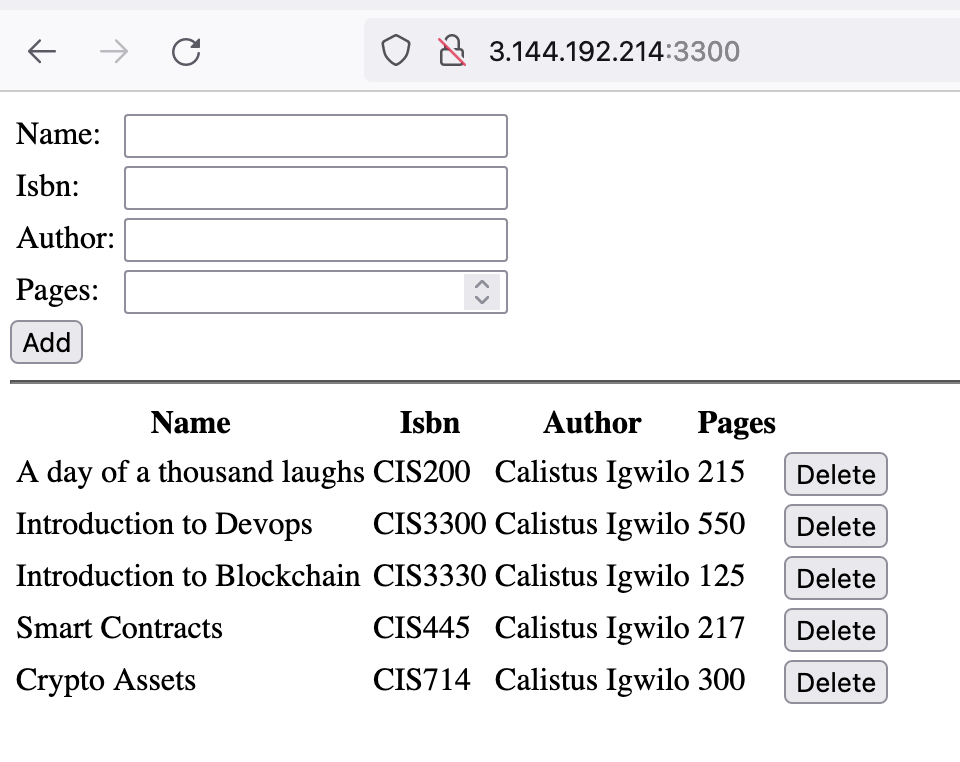 3.144.192.214:3300
Name:
Isbn:
Author:
Pages:
Add
Name Isbn Author Pages
A day of a thousand laughs CIS200 Calistus Igwilo 215 Delete
Introduction to Devops CIS3300 Calistus Igwilo 550 Delete
Introduction to Blockchain CIS3330 Calistus Igwilo 125 Delete
Smart Contracts CIS445 Calistus Igwilo 217 Delete
Crypto Assets CIS714 Calistus Igwilo 300 Delete